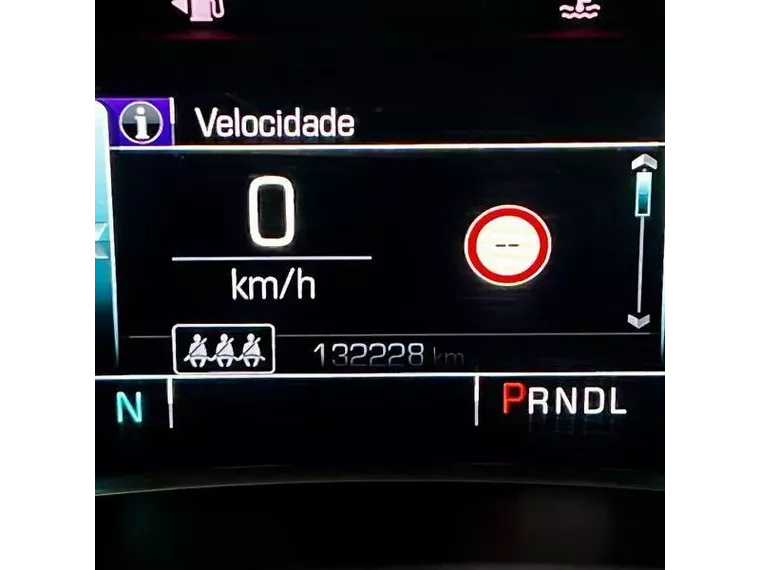 i Velocidade
0
km/h
--
132228 km
N
PRNDL